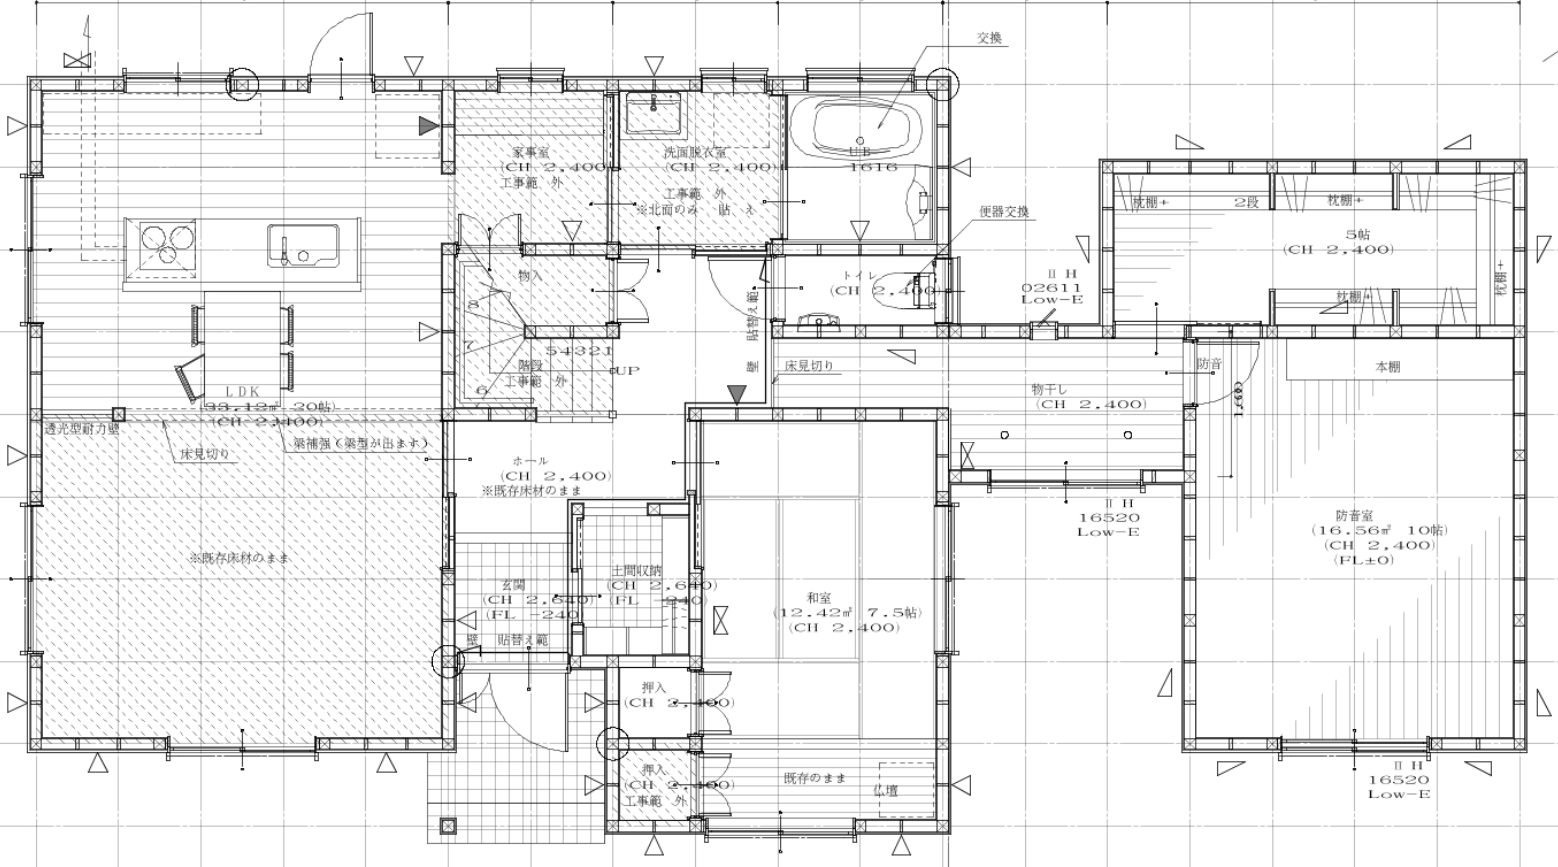 交換
家事室
(CH 2,400
工事範 外
洗面脱衣室
(CH 2,400)
工事範 外
※北面のみ 貼 え
UB
1616
便器交換
枕棚+
2段
枕棚+
5帖
(CH 2,400)
枕棚+
枕棚+
物入
トイレ
(CH 2,400)
Ⅱ H
02611
Low-E
8
7
6
54321
階段
工事範 外
UP
壁 貼替え範
床見切り
物干し
(CH 2,400)
防音
本棚
LDK
33.12㎡ 20帖)
(CH 2,400)
透光型耐力壁
床見切り
梁補強(梁型が出ます)
ホール
(CH 2,400)
※既存床材のまま
Ⅱ H
16520
Low-E
防音室
(16.56㎡ 10帖)
(CH 2,400)
(FL±0)
※既存床材のまま
玄関
(CH 2,640)
(FL -240)
土間収納
(CH 2,640)
(FL -240)
和室
(12.42㎡ 7.5帖)
(CH 2,400)
壁 貼替え範
押入
(CH 2,400)
押入
(CH 2,400)
工事範 外
既存のまま
仏壇
Ⅱ H
16520
Low-E